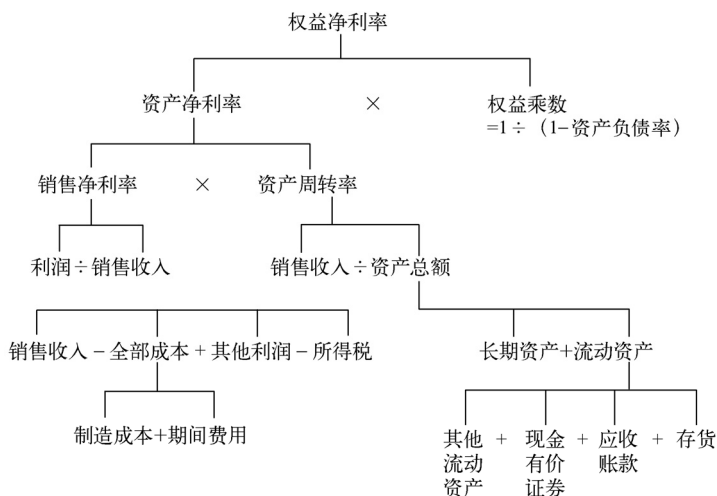 权益净利率
资产净利率 × 权益乘数
=1÷（1-资产负债率）
销售净利率 × 资产周转率
利润÷销售收入 销售收入÷资产总额
销售收入-全部成本+其他利润-所得税 长期资产+流动资产
制造成本+期间费用 其他 + 现金 + 应收 + 存货
流动 有价 账款
资产 证券